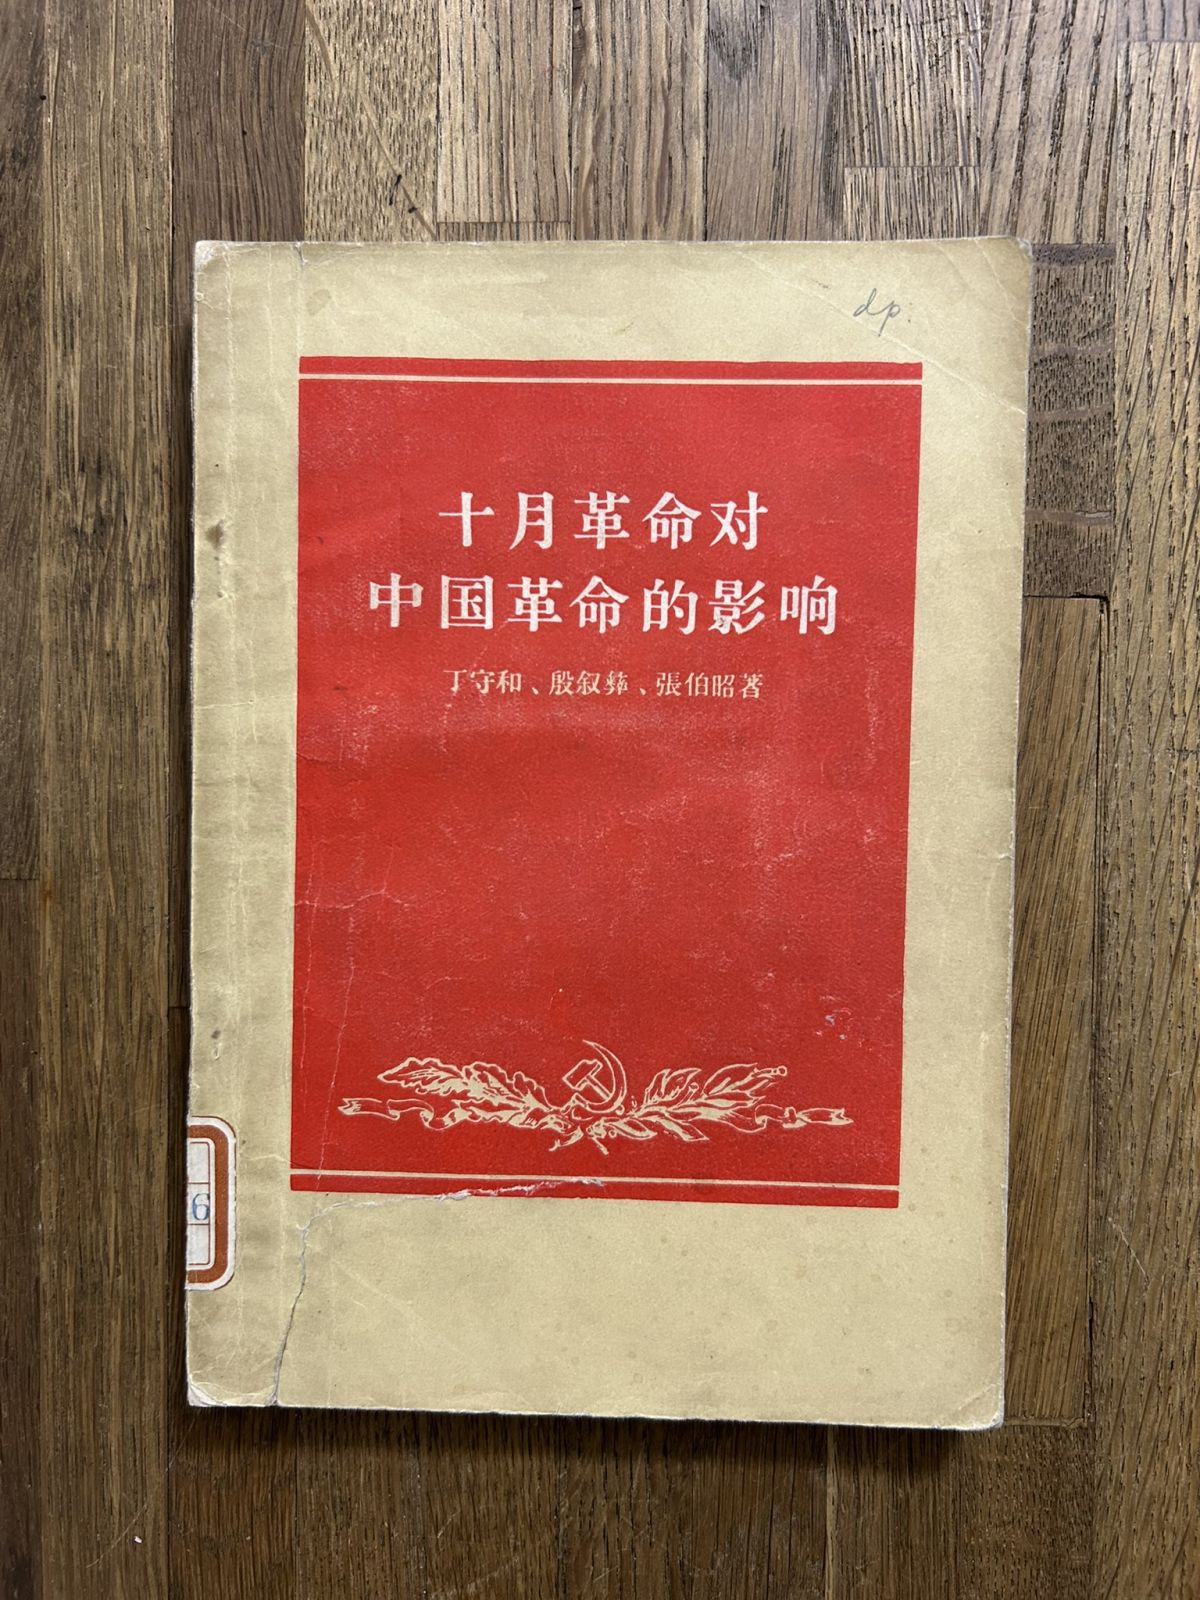 dp.
十月革命对
中国革命的影响
丁守和、殷叙彝、張伯昭著
6